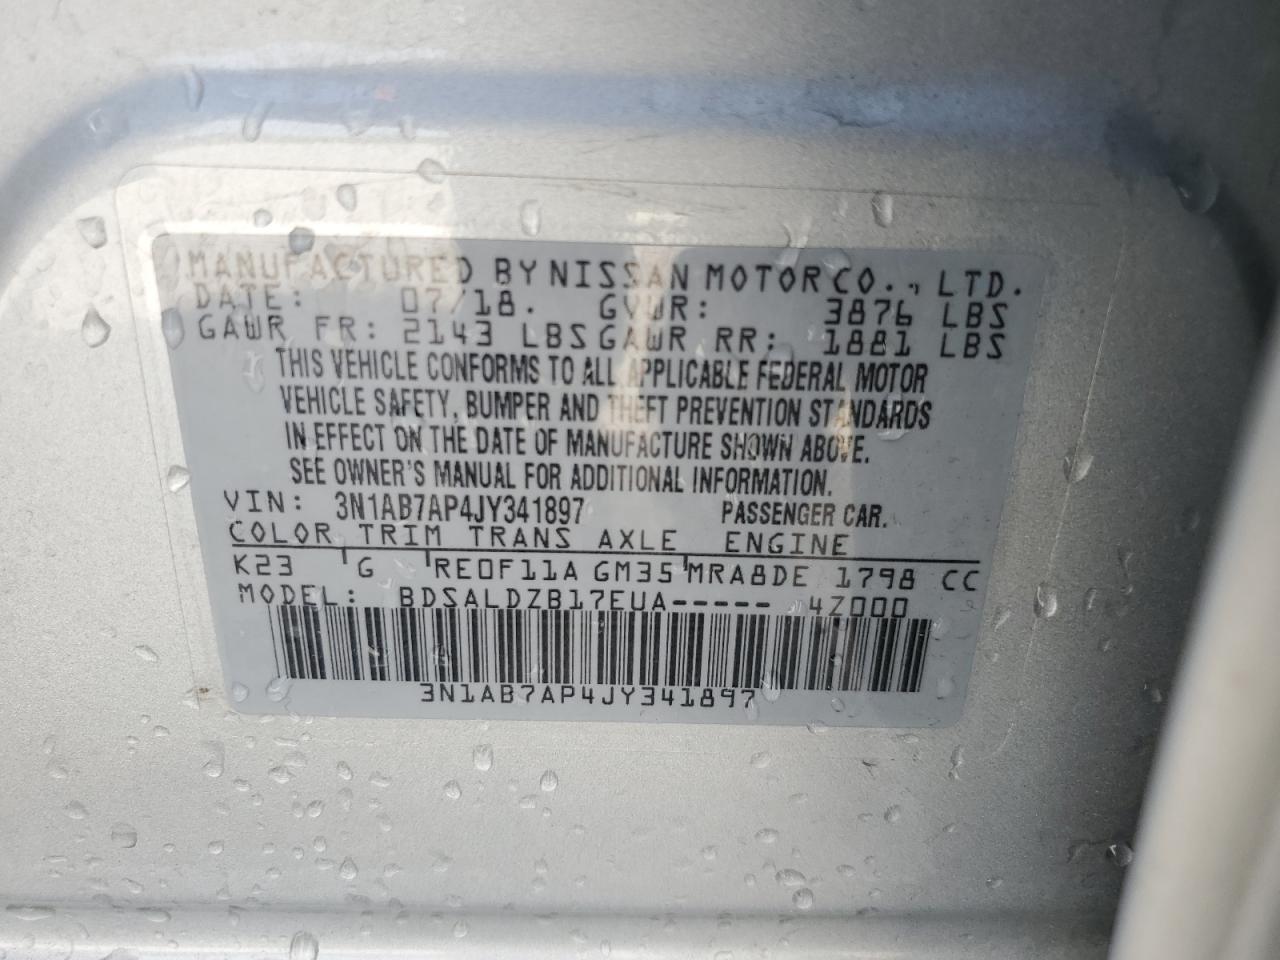 MANUFACTURED BY NISSAN MOTOR CO., LTD.
DATE: 07/18. GVWR: 3876 LBS
GAWR FR: 2143 LBS GAWR RR: 1881 LBS
THIS VEHICLE CONFORMS TO ALL APPLICABLE FEDERAL MOTOR
VEHICLE SAFETY, BUMPER AND THEFT PREVENTION STANDARDS
IN EFFECT ON THE DATE OF MANUFACTURE SHOWN ABOVE.
SEE OWNER'S MANUAL FOR ADDITIONAL INFORMATION.
VIN: 3N1AB7AP4JY341897 PASSENGER CAR.
COLOR TRIM TRANS AXLE ENGINE
K23 G RE0F11A GM35 MRA8DE 1798 CC
MODEL: BDSALDZB17EUA----- 4Z000
3N1AB7AP4JY341897